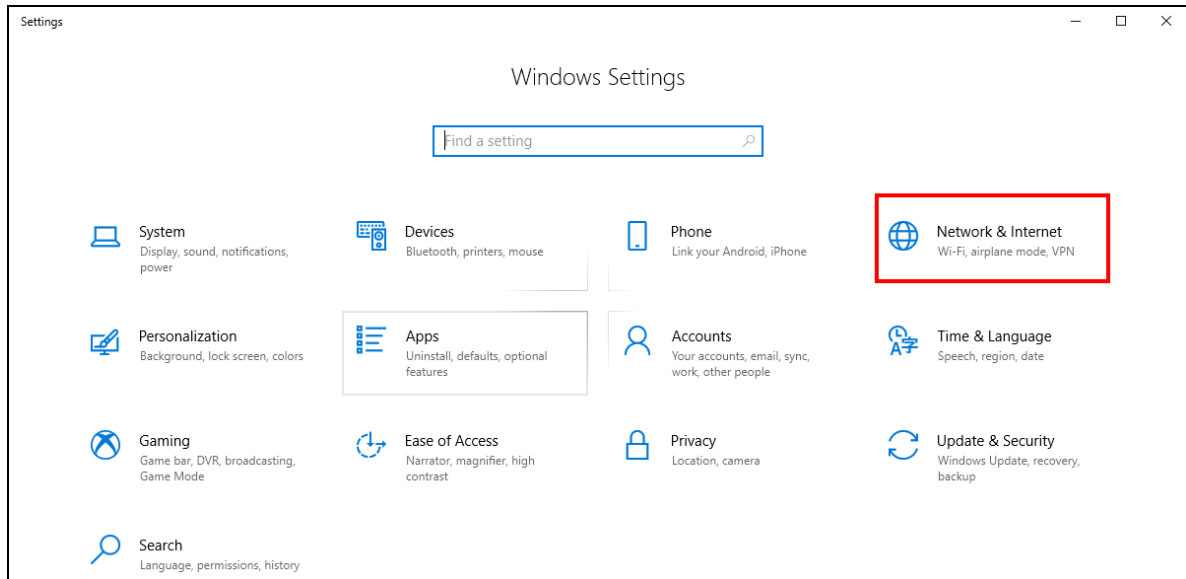 Settings
Windows Settings
Find a setting
System
Display, sound, notifications,
power
Devices
Bluetooth, printers, mouse
Phone
Link your Android, iPhone
Network & Internet
Wi-Fi, airplane mode, VPN
Personalization
Background, lock screen, colors
Apps
Uninstall, defaults, optional
features
Accounts
Your accounts, email, sync,
work, other people
Time & Language
Speech, region, date
Gaming
Game bar, DVR, broadcasting,
Game Mode
Ease of Access
Narrator, magnifier, high
contrast
Privacy
Location, camera
Update & Security
Windows Update, recovery,
backup
Search
Language, permissions, history